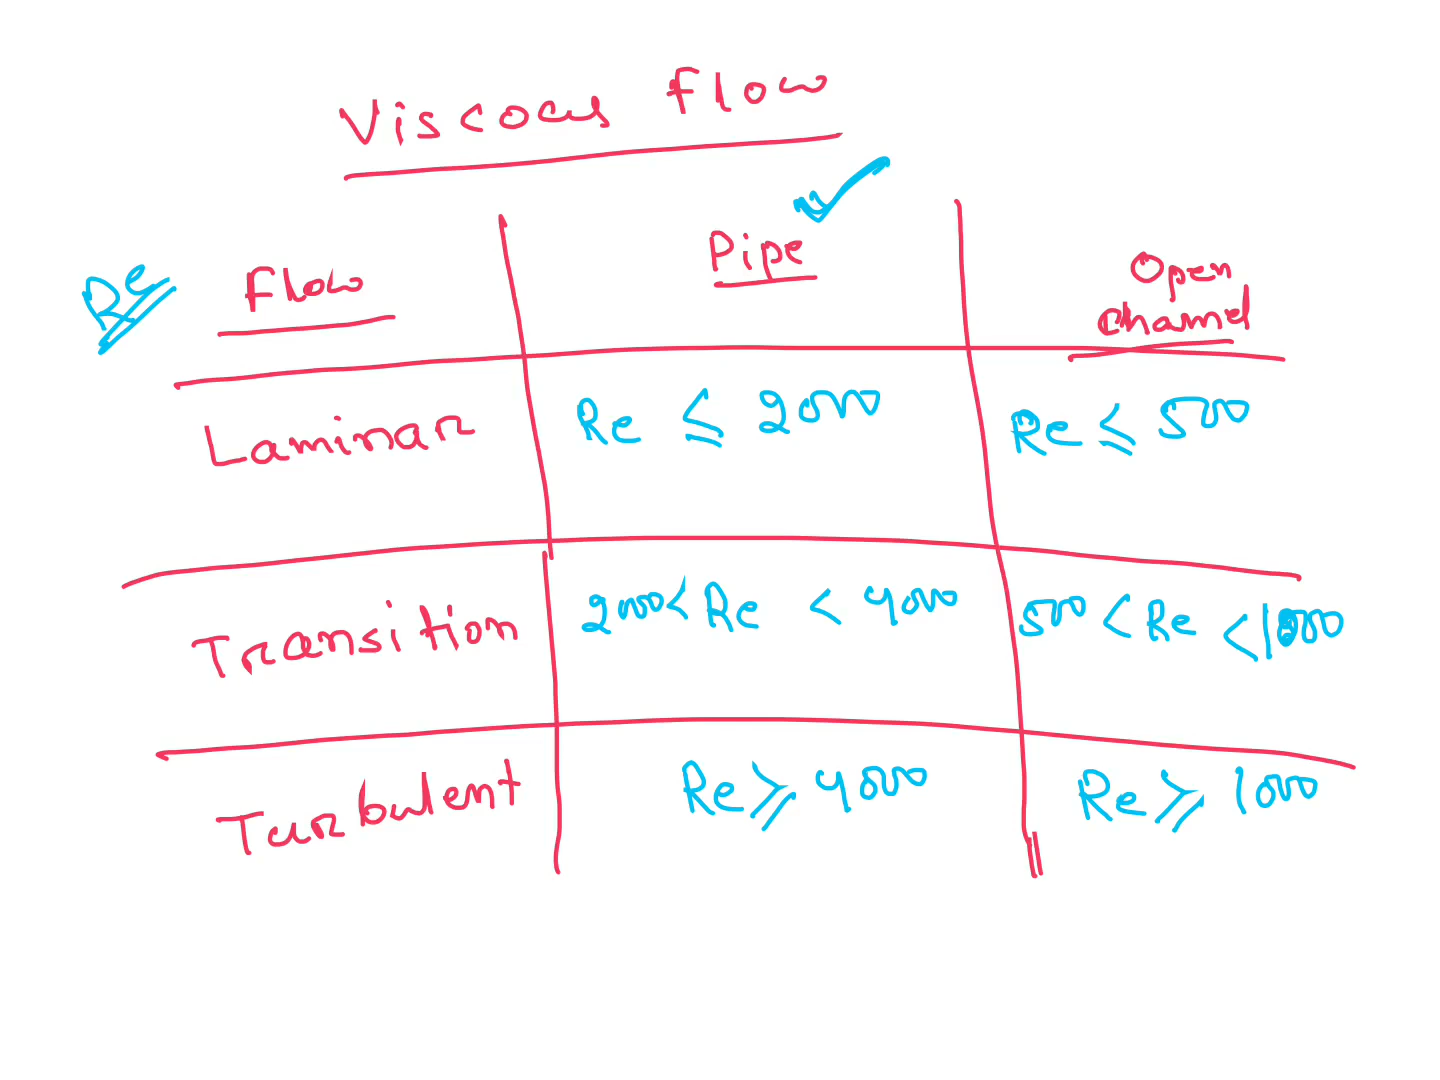 Viscous flow
Re Flow Pipe Open channel
Laminar Re ≤ 2000 Re ≤ 500
Transition 2000 < Re < 4000 500 < Re < 1000
Turbulent Re ≥ 4000 Re ≥ 1000